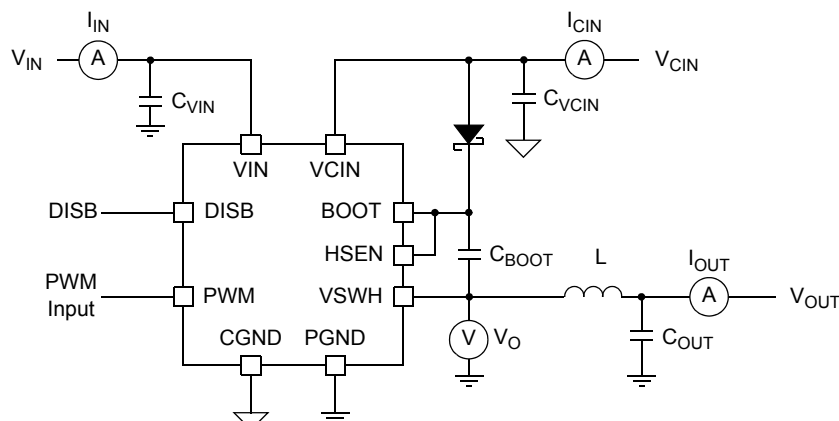 I_IN
A
V_IN
C_VIN
I_CIN
A
V_CIN
C_VCIN
VIN
VCIN
DISB
DISB
BOOT
HSEN
C_BOOT
PWM
Input
PWM
VSWH
L
I_OUT
A
V_OUT
CGND
PGND
V
V_O
C_OUT